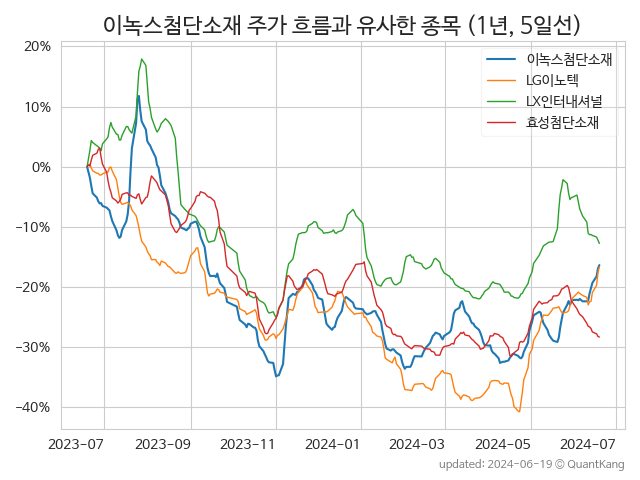 이녹스첨단소재 주가 흐름과 유사한 종목 (1년, 5일선)
이녹스첨단소재
LG이노텍
LX인터내셔널
효성첨단소재
20%
10%
0%
−10%
−20%
−30%
−40%
2023-07 2023-09 2023-11 2024-01 2024-03 2024-05 2024-07
updated: 2024-06-19 © QuantKang